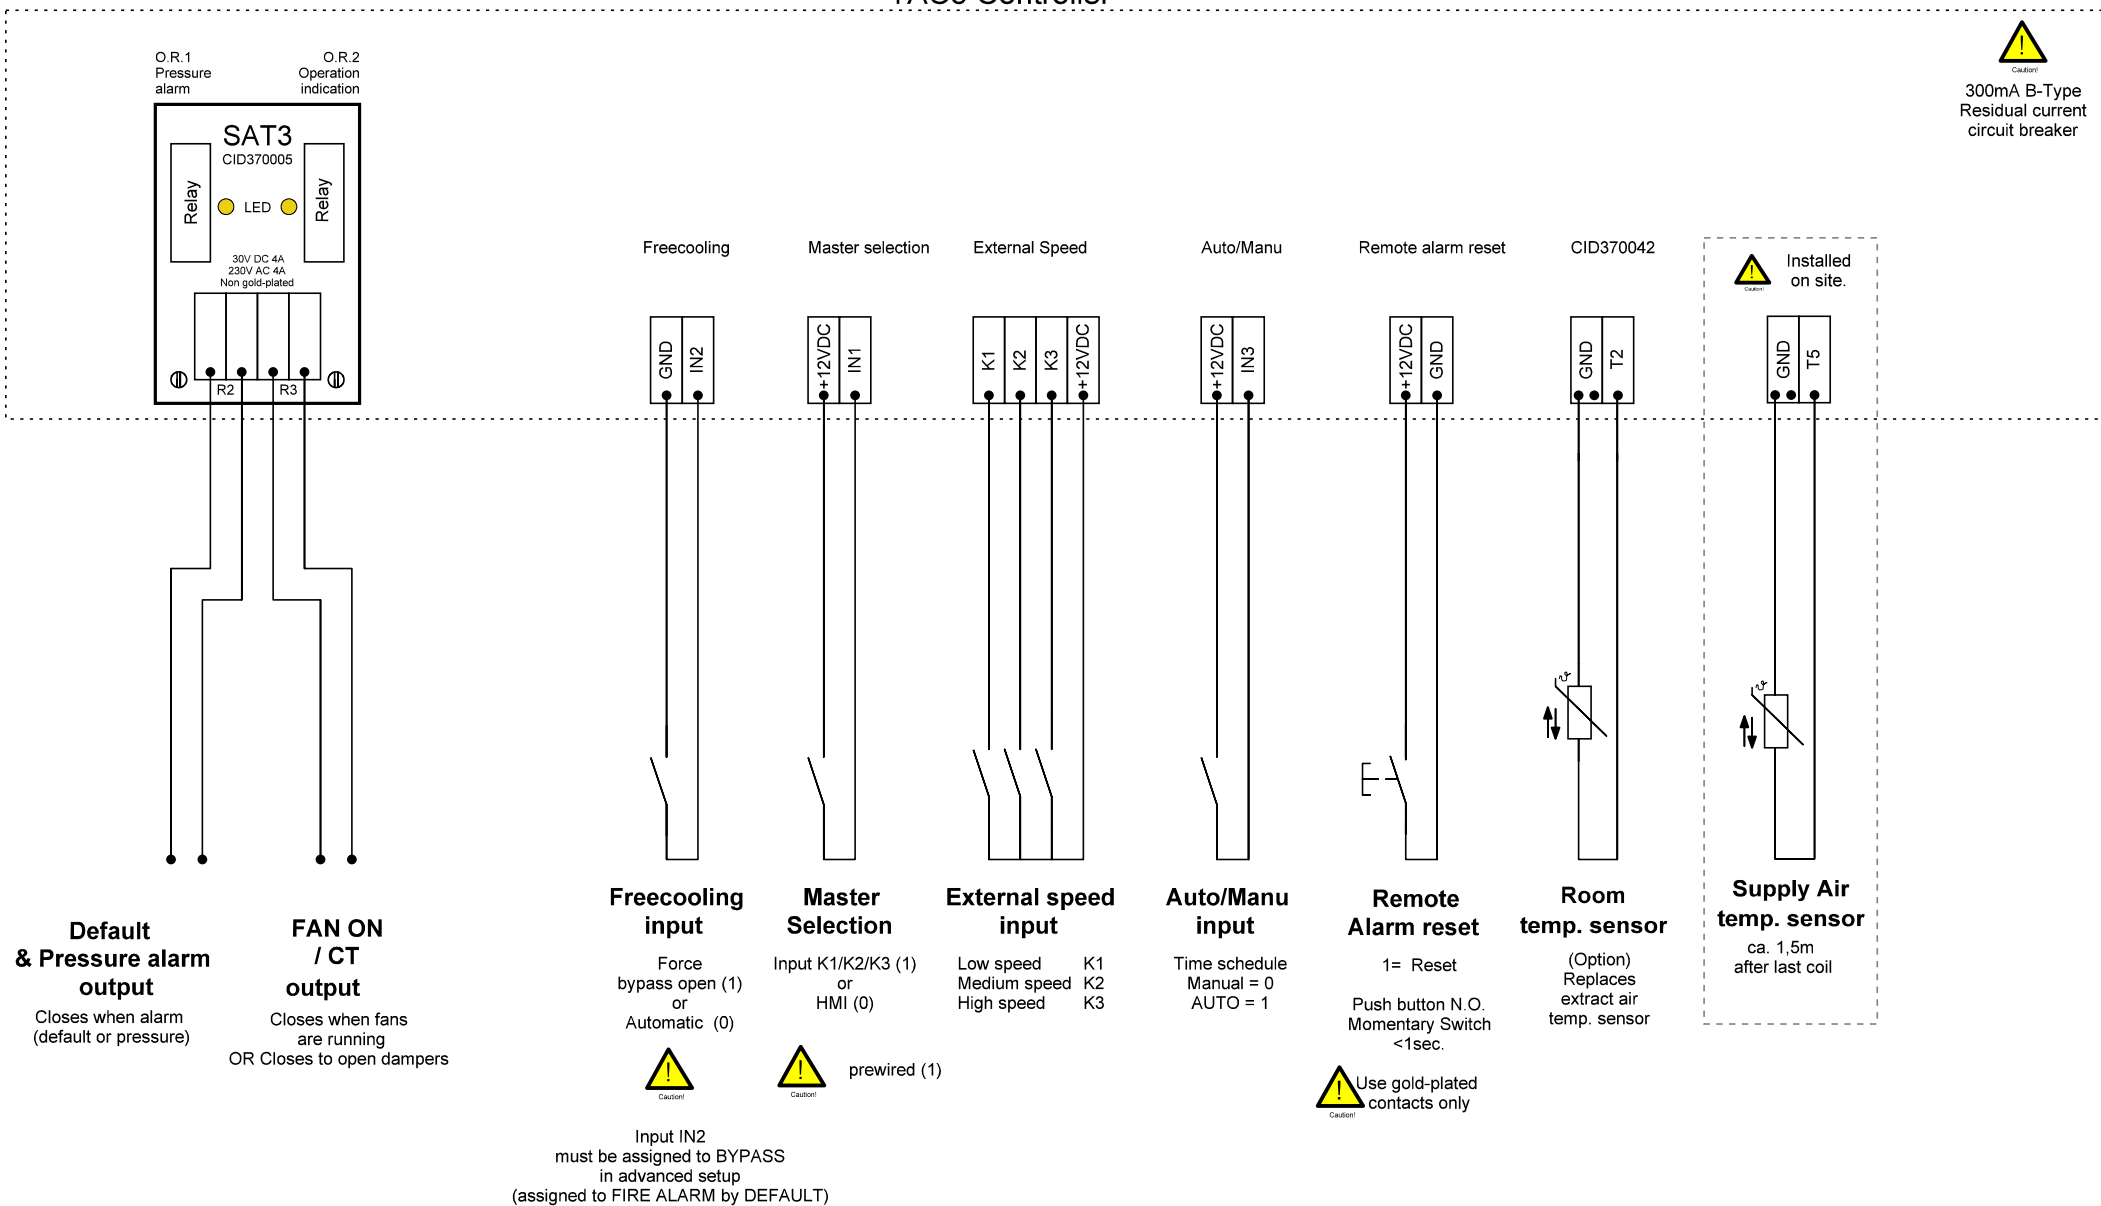 O.R.1
Pressure
alarm
O.R.2
Operation
indication
SAT3
CID370005
Relay
LED
Relay
30V DC 4A
230V AC 4A
Non gold-plated
R2
R3
Caution!
300mA B-Type
Residual current
circuit breaker
Freecooling
GND
IN2
Master selection
+12VDC
IN1
External Speed
K1
K2
K3
+12VDC
Auto/Manu
+12VDC
IN3
Remote alarm reset
+12VDC
GND
CID370042
GND
T2
Caution!
Installed
on site.
GND
T5
Default
& Pressure alarm
output
Closes when alarm
(default or pressure)
FAN ON
/ CT
output
Closes when fans
are running
OR Closes to open dampers
Freecooling
input
Force
bypass open (1)
or
Automatic (0)
Caution!
Input IN2
must be assigned to BYPASS
in advanced setup
(assigned to FIRE ALARM by DEFAULT)
Master
Selection
Input K1/K2/K3 (1)
or
HMI (0)
Caution!
prewired (1)
External speed
input
Low speed K1
Medium speed K2
High speed K3
Auto/Manu
input
Time schedule
Manual = 0
AUTO = 1
Remote
Alarm reset
1= Reset
Push button N.O.
Momentary Switch
<1sec.
Caution!
Use gold-plated
contacts only
ϑ
Room
temp. sensor
(Option)
Replaces
extract air
temp. sensor
ϑ
Supply Air
temp. sensor
ca. 1,5m
after last coil